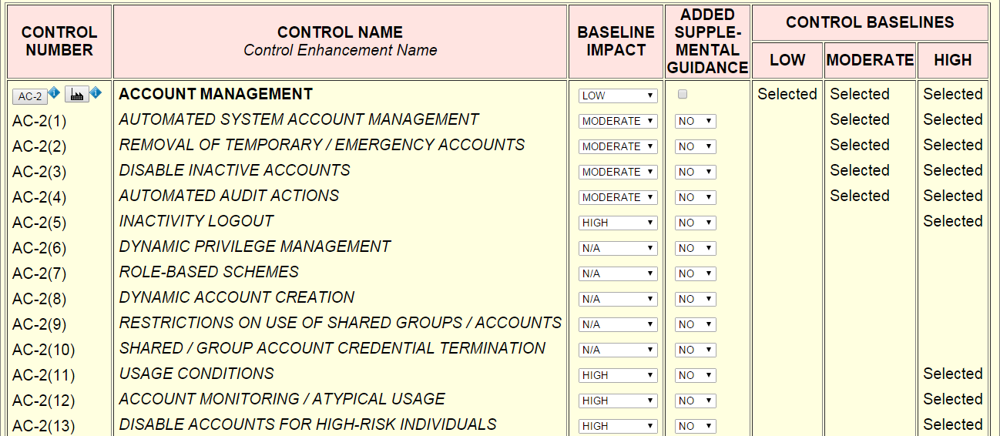 CONTROL NUMBER CONTROL NAME Control Enhancement Name BASELINE IMPACT ADDED SUPPLE-MENTAL GUIDANCE CONTROL BASELINES
LOW MODERATE HIGH
AC-2 ACCOUNT MANAGEMENT LOW Selected Selected Selected
AC-2(1) AUTOMATED SYSTEM ACCOUNT MANAGEMENT MODERATE NO Selected Selected
AC-2(2) REMOVAL OF TEMPORARY / EMERGENCY ACCOUNTS MODERATE NO Selected Selected
AC-2(3) DISABLE INACTIVE ACCOUNTS MODERATE NO Selected Selected
AC-2(4) AUTOMATED AUDIT ACTIONS MODERATE NO Selected Selected
AC-2(5) INACTIVITY LOGOUT HIGH NO Selected
AC-2(6) DYNAMIC PRIVILEGE MANAGEMENT N/A NO
AC-2(7) ROLE-BASED SCHEMES N/A NO
AC-2(8) DYNAMIC ACCOUNT CREATION N/A NO
AC-2(9) RESTRICTIONS ON USE OF SHARED GROUPS / ACCOUNTS N/A NO
AC-2(10) SHARED / GROUP ACCOUNT CREDENTIAL TERMINATION N/A NO
AC-2(11) USAGE CONDITIONS HIGH NO Selected
AC-2(12) ACCOUNT MONITORING / ATYPICAL USAGE HIGH NO Selected
AC-2(13) DISABLE ACCOUNTS FOR HIGH-RISK INDIVIDUALS HIGH NO Selected